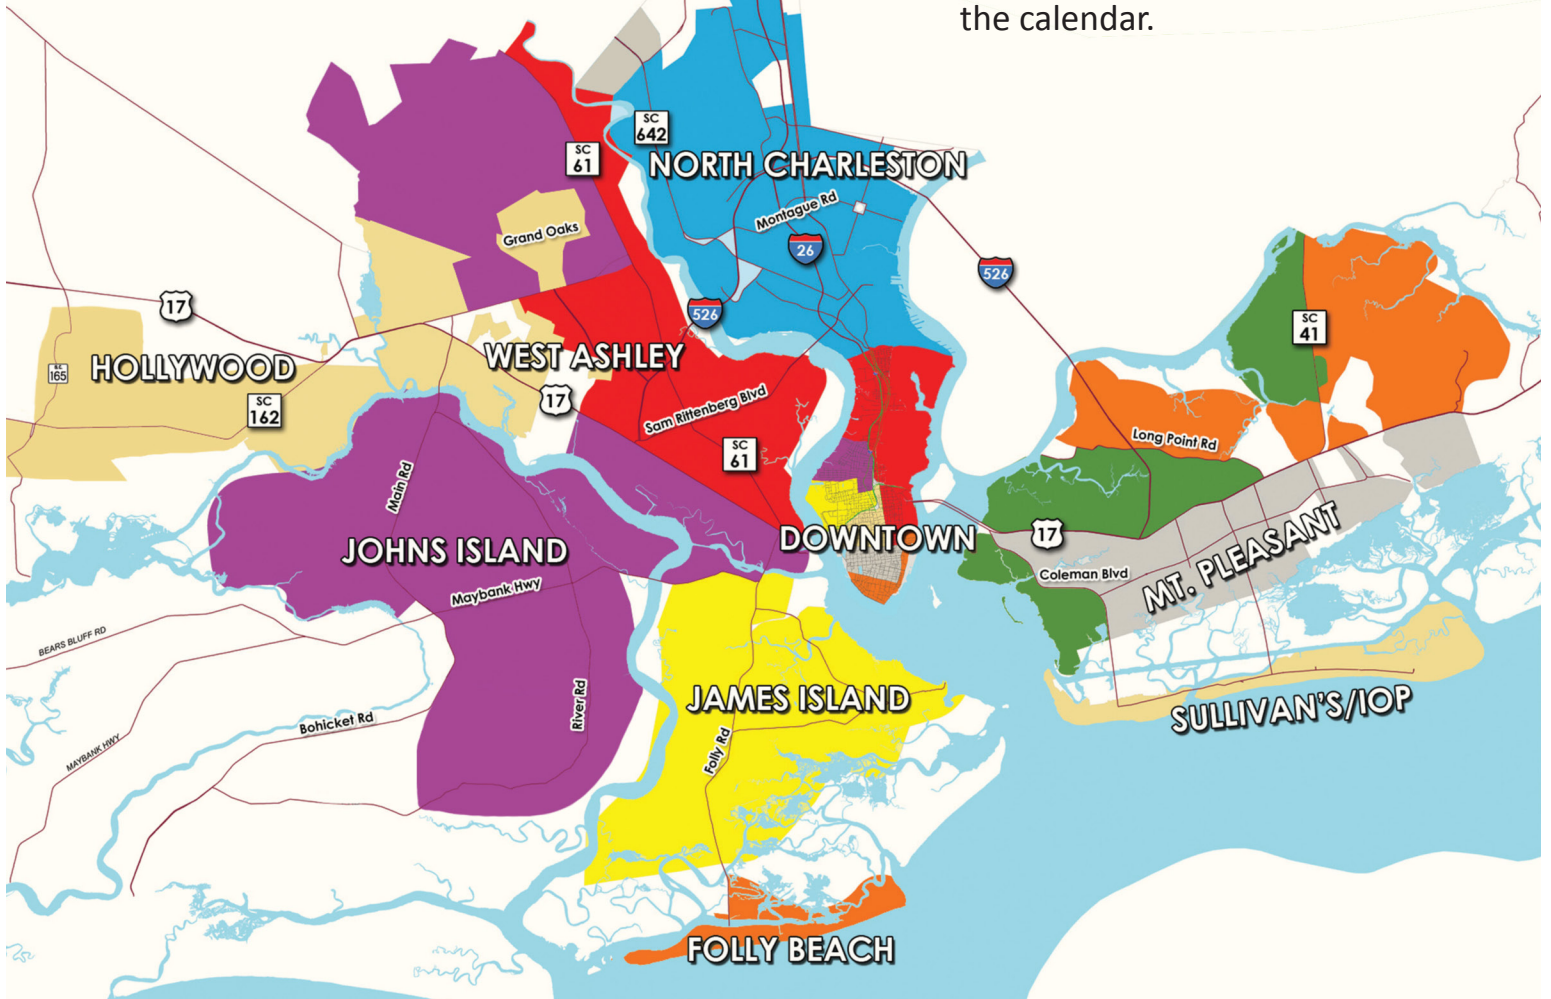 the calendar.
SC
642
SC
61
NORTH CHARLESTON
Montague Rd
Grand Oaks
26
526
17
526
SC
41
HOLLYWOOD
SC
165
WEST ASHLEY
SC
162
17
Sam Rittenberg Blvd
SC
61
Long Point Rd
Main Rd
JOHNS ISLAND
DOWNTOWN
17
Coleman Blvd
MT. PLEASANT
Maybank Hwy
BEARS BLUFF RD
JAMES ISLAND
River Rd
SULLIVAN'S/IOP
Bohicket Rd
MAYBANK HWY
Folly Rd
FOLLY BEACH